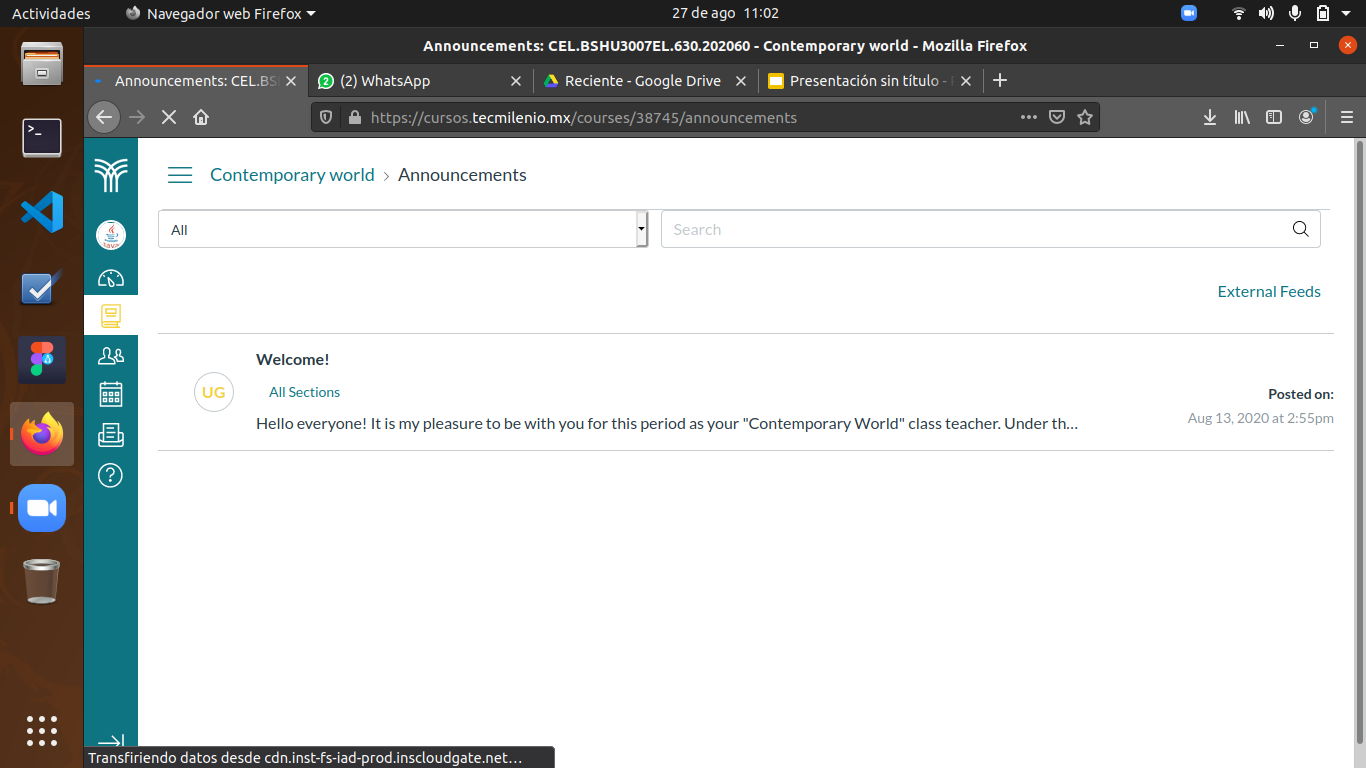 Actividades
Navegador web Firefox
27 de ago 11:02
Announcements: CEL.BSHU3007EL.630.202060 - Contemporary world - Mozilla Firefox
Announcements: CEL.BS
(2) WhatsApp
Reciente - Google Drive
Presentación sin título -
https://cursos.tecmilenio.mx/courses/38745/announcements
Contemporary world › Announcements
All
Search
External Feeds
Welcome!
UG
All Sections
Posted on:
Hello everyone! It is my pleasure to be with you for this period as your "Contemporary World" class teacher. Under th…
Aug 13, 2020 at 2:55pm
Transfiriendo datos desde cdn.inst-fs-iad-prod.inscloudgate.net…